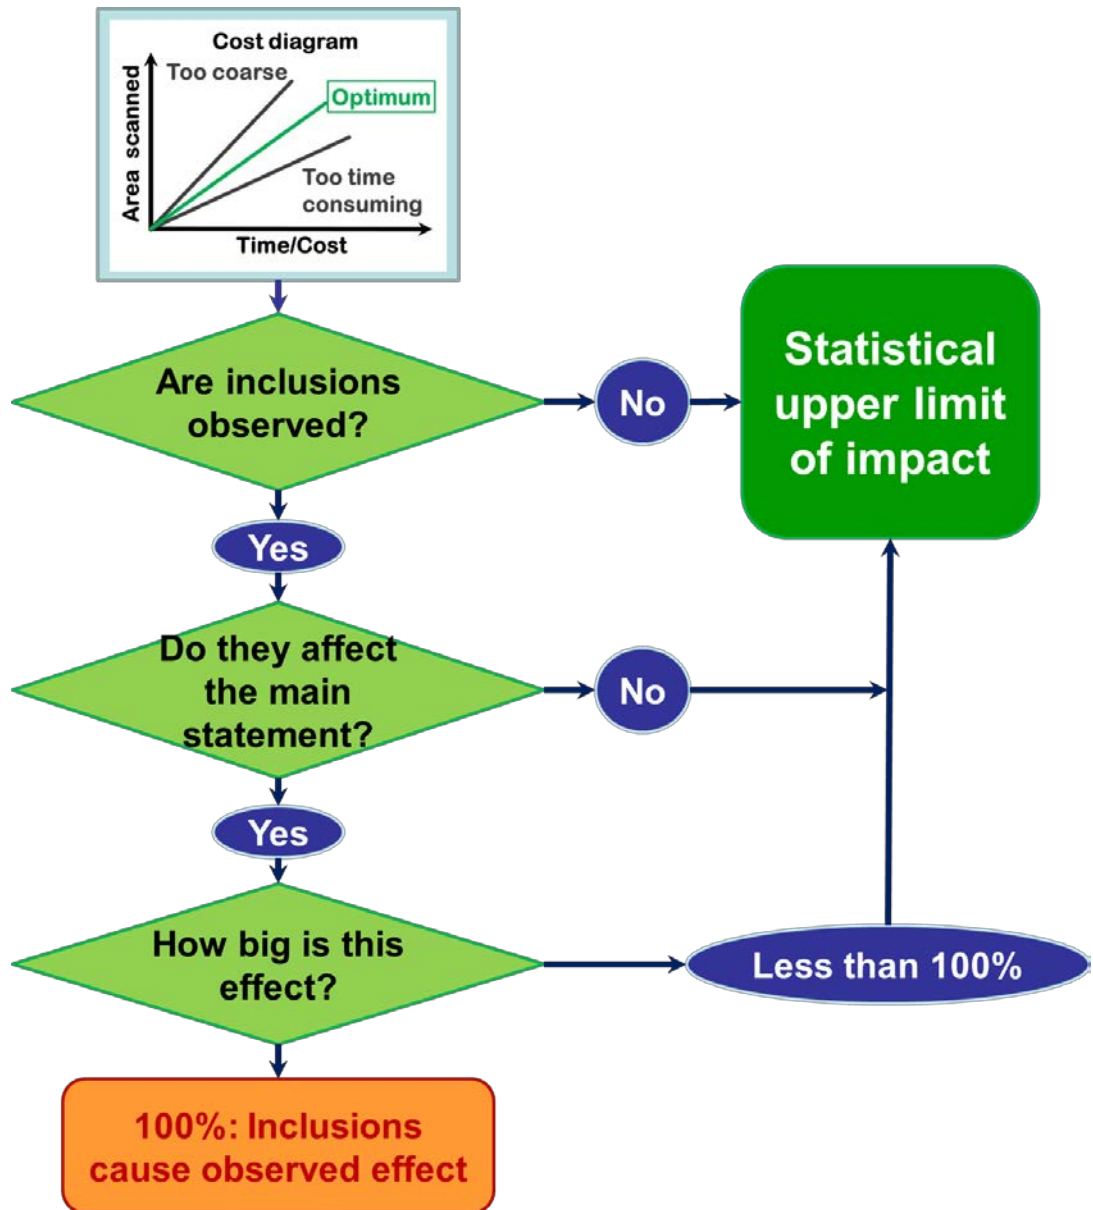 Cost diagram
Too coarse
Optimum
Area scanned
Too time
consuming
Time/Cost
Are inclusions
observed?
No
Statistical
upper limit
of impact
Yes
Do they affect
the main
statement?
No
Yes
How big is this
effect?
Less than 100%
100%: Inclusions
cause observed effect